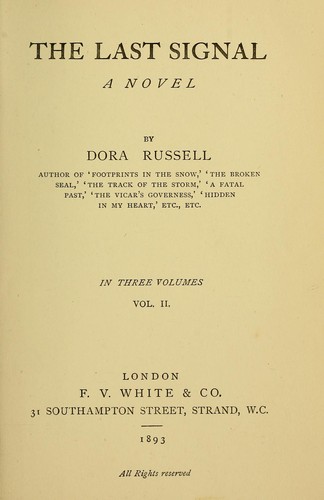 THE LAST SIGNAL
A NOVEL
BY
DORA RUSSELL
AUTHOR OF 'FOOTPRINTS IN THE SNOW,' 'THE BROKEN
SEAL,' 'THE TRACK OF THE STORM,' 'A FATAL
PAST,' 'THE VICAR'S GOVERNESS,' 'HIDDEN
IN MY HEART,' ETC., ETC.
IN THREE VOLUMES
VOL. II.
LONDON
F. V. WHITE & CO.
31 SOUTHAMPTON STREET, STRAND, W.C.
1893
All Rights reserved